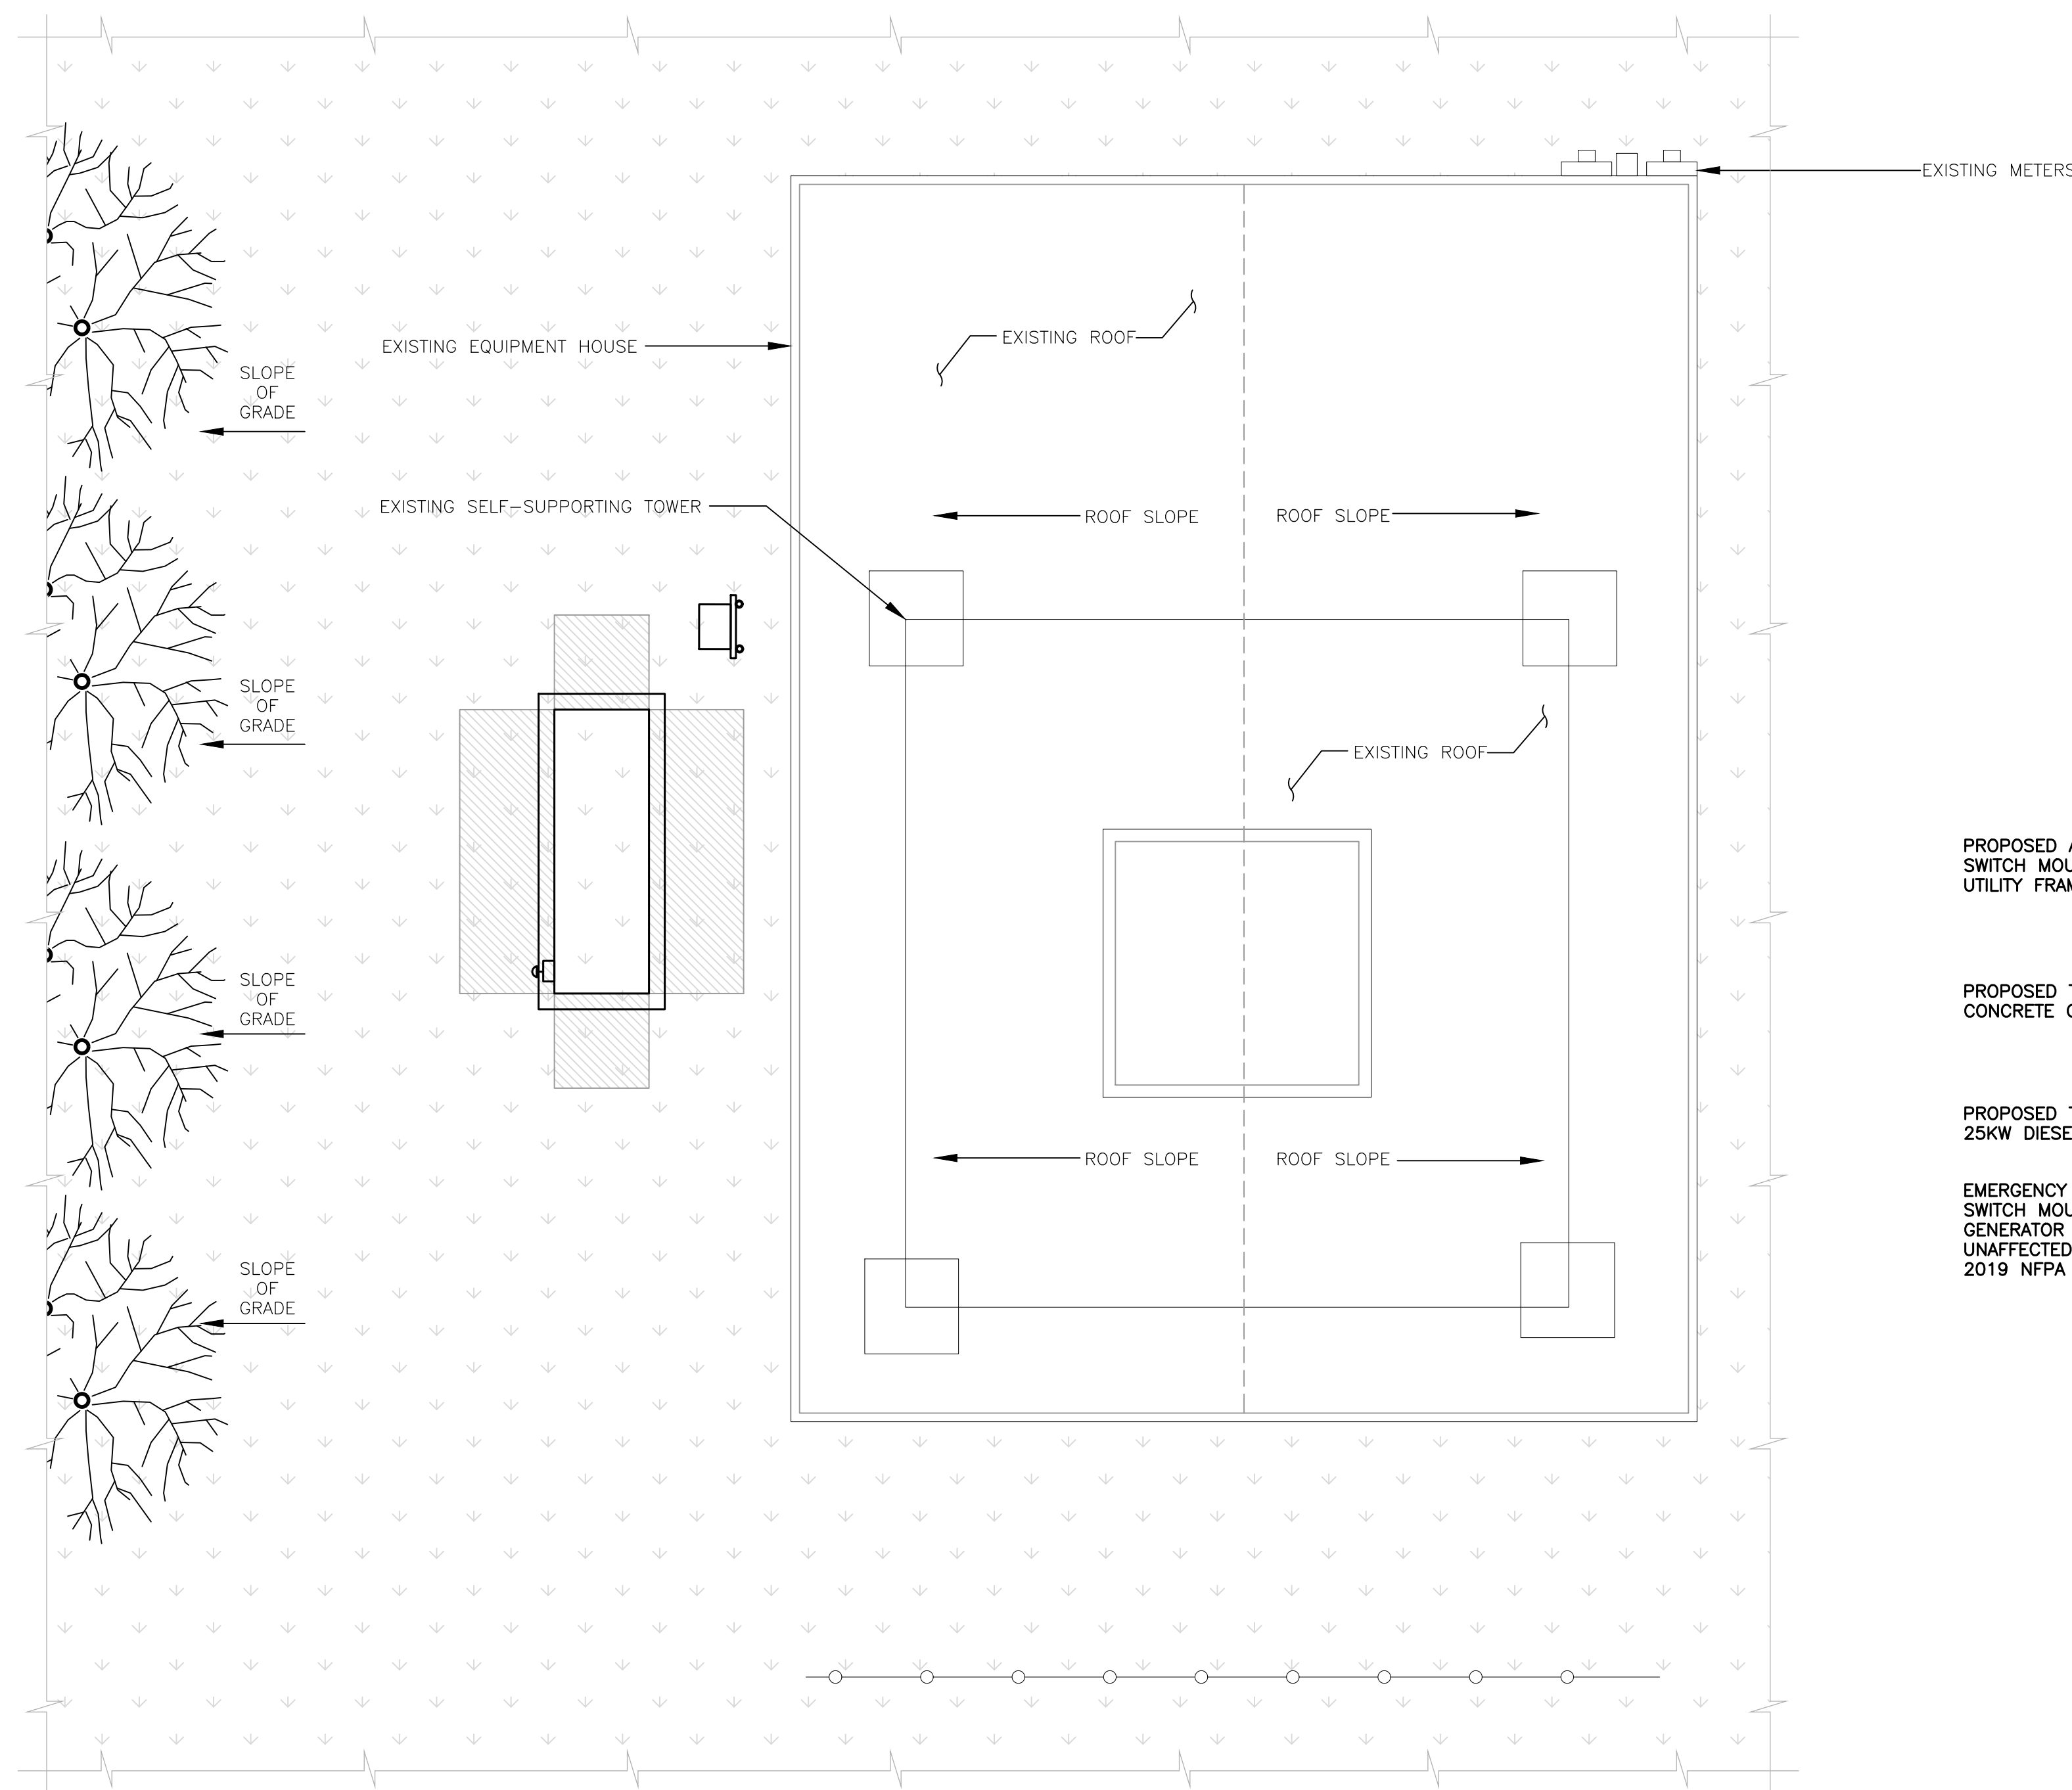 EXISTING METERS
EXISTING ROOF
EXISTING EQUIPMENT HOUSE
SLOPE
OF
GRADE
EXISTING SELF-SUPPORTING TOWER
ROOF SLOPE
ROOF SLOPE
SLOPE
OF
GRADE
EXISTING ROOF
PROPOSED
SWITCH
UTILITY
SLOPE
OF
GRADE
PROPOSED
CONCRETE
PROPOSED
25KW
ROOF SLOPE
ROOF SLOPE
EMERGENCY
SWITCH
GENERATOR
UNAFFECTED
2019 NFPA
SLOPE
OF
GRADE